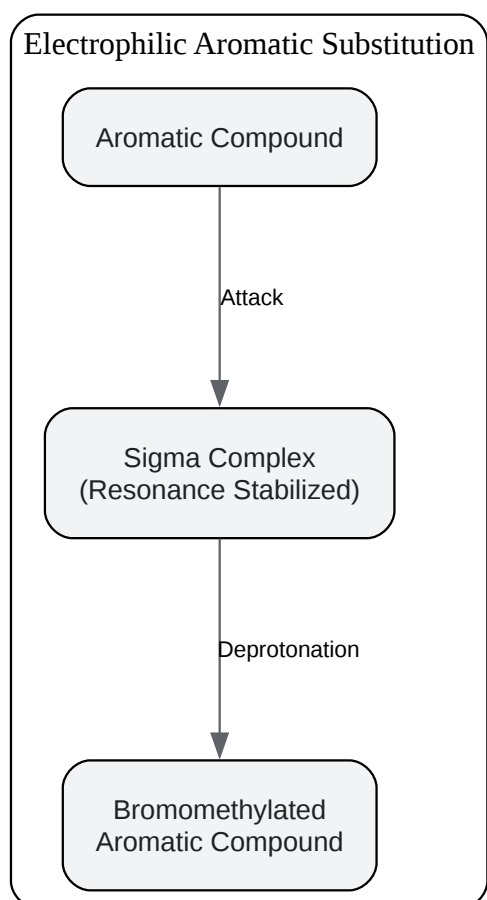 Electrophilic Aromatic Substitution
Aromatic Compound
Attack
Sigma Complex
(Resonance Stabilized)
Deprotonation
Bromomethylated
Aromatic Compound